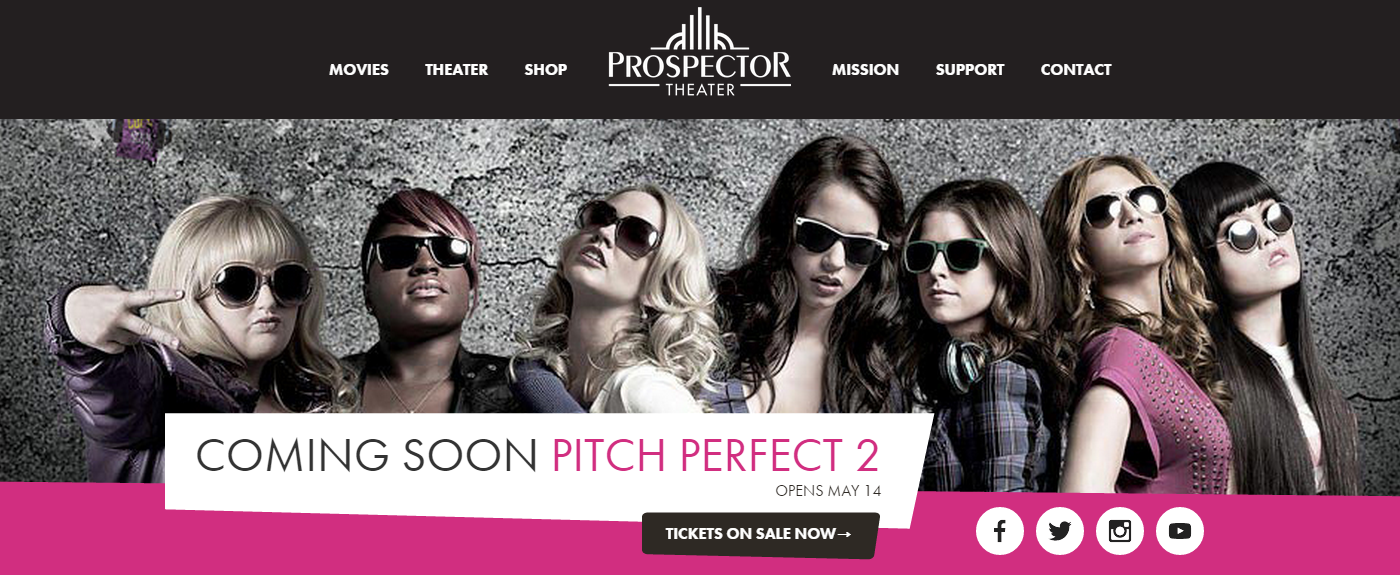 MOVIES THEATER SHOP PROSPECTOR THEATER MISSION SUPPORT CONTACT
COMING SOON PITCH PERFECT 2
OPENS MAY 14
TICKETS ON SALE NOW→